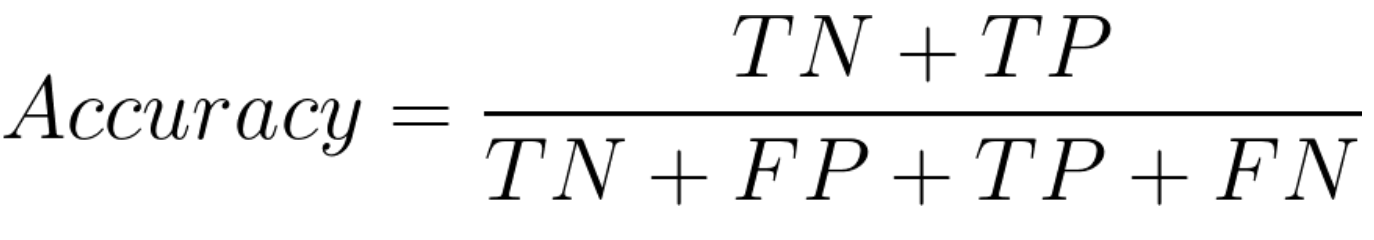 TN + TP
Accuracy =
TN + FP + TP + FN